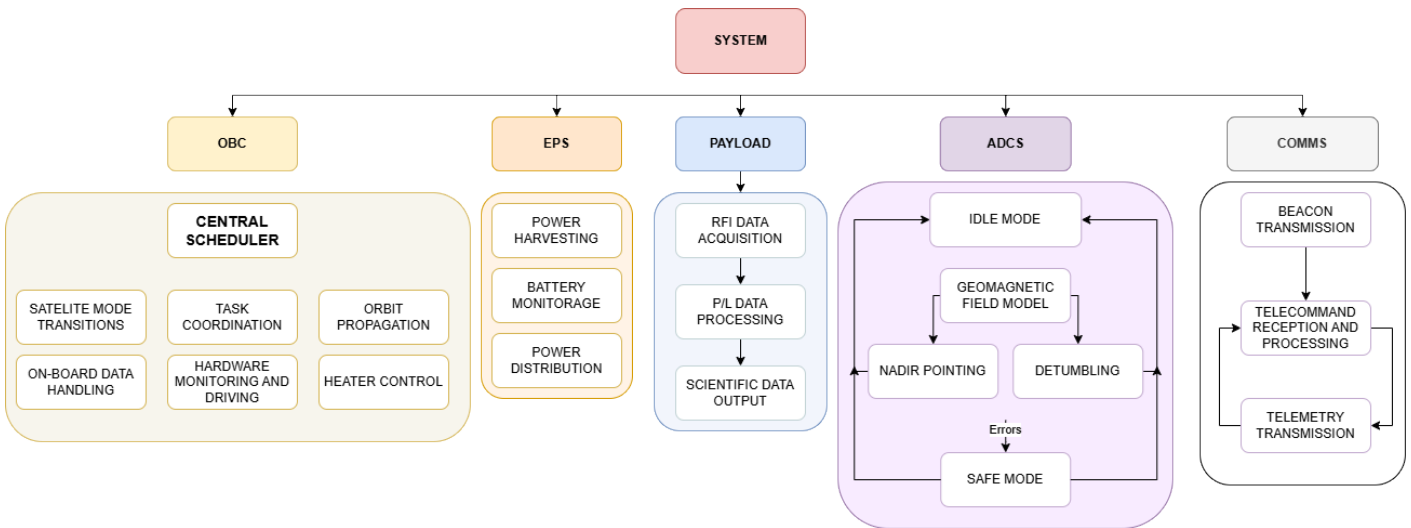 SYSTEM
OBC
EPS
PAYLOAD
ADCS
COMMS
CENTRAL
SCHEDULER
SATELITE MODE
TRANSITIONS
TASK
COORDINATION
ORBIT
PROPAGATION
ON-BOARD DATA
HANDLING
HARDWARE
MONITORING AND
DRIVING
HEATER CONTROL
POWER
HARVESTING
BATTERY
MONITORAGE
POWER
DISTRIBUTION
RFI DATA
ACQUISITION
P/L DATA
PROCESSING
SCIENTIFIC DATA
OUTPUT
IDLE MODE
GEOMAGNETIC
FIELD MODEL
NADIR POINTING
DETUMBLING
Errors
SAFE MODE
BEACON
TRANSMISSION
TELECOMMAND
RECEPTION AND
PROCESSING
TELEMETRY
TRANSMISSION